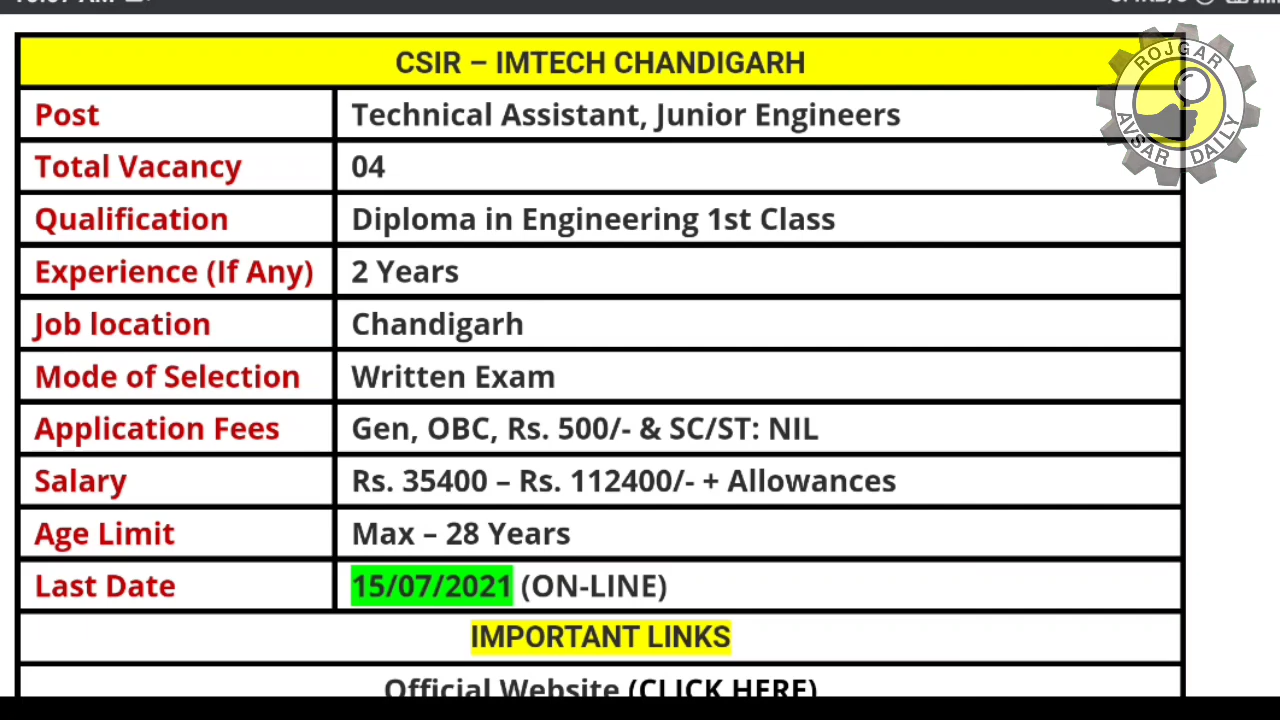 CSIR – IMTECH CHANDIGARH
Post Technical Assistant, Junior Engineers
Total Vacancy 04
Qualification Diploma in Engineering 1st Class
Experience (If Any) 2 Years
Job location Chandigarh
Mode of Selection Written Exam
Application Fees Gen, OBC, Rs. 500/- & SC/ST: NIL
Salary Rs. 35400 – Rs. 112400/- + Allowances
Age Limit Max – 28 Years
Last Date 15/07/2021 (ON-LINE)
IMPORTANT LINKS
Official Website (CLICK HERE)
ROJGAR
AVSAR DAILY